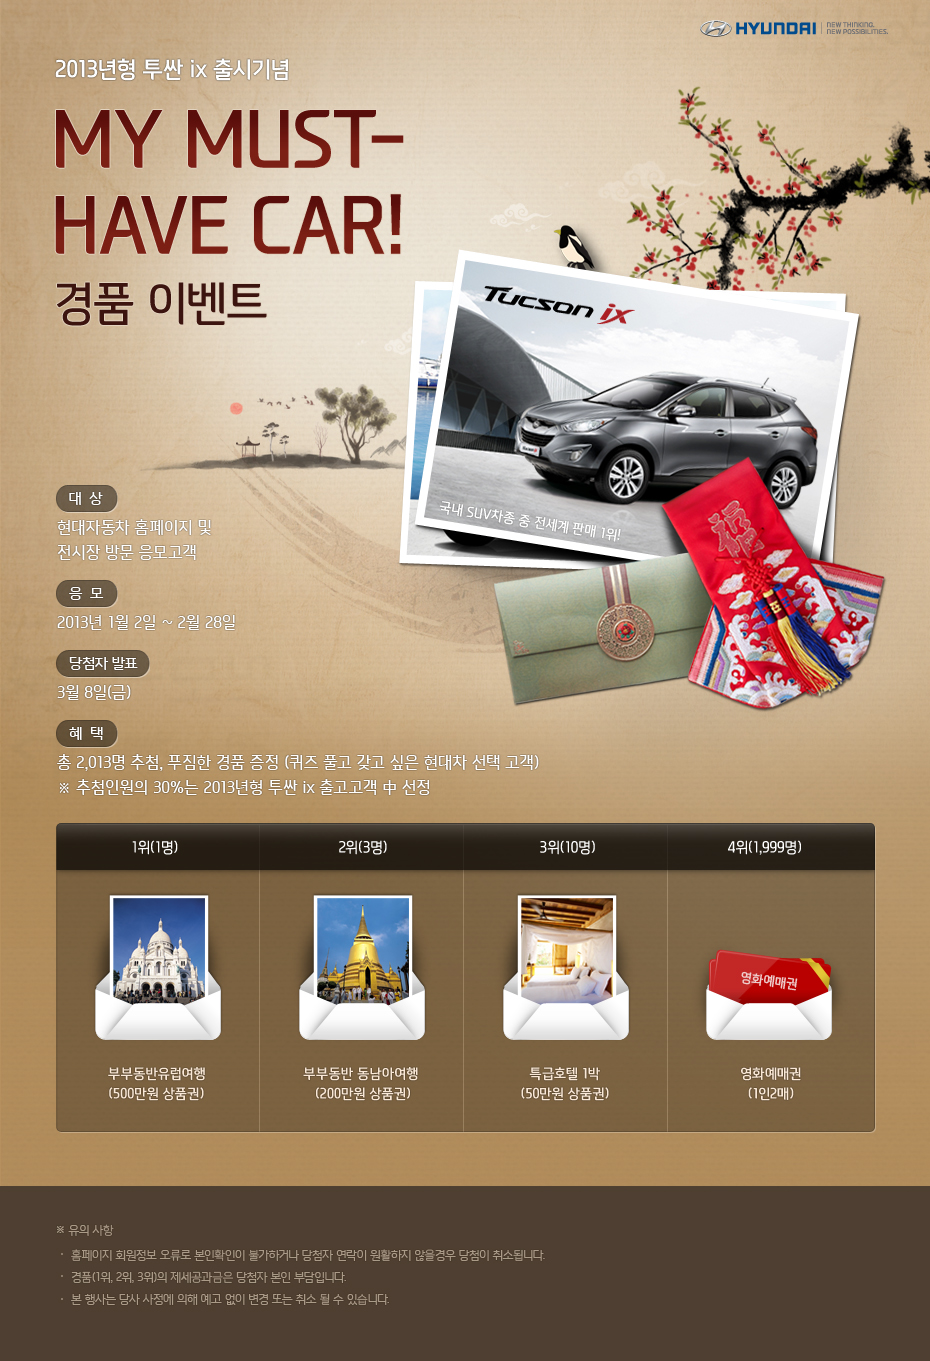 HYUNDAI NEW THINKING.
NEW POSSIBILITIES.
2013년형 투싼 ix 출시기념
MY MUST-
HAVE CAR!
경품 이벤트
Tucson ix
국내 SUV차종 중 전세계 판매 1위!
대 상
현대자동차 홈페이지 및
전시장 방문 응모고객
응 모
2013년 1월 2일 ~ 2월 28일
당첨자 발표
3월 8일(금)
혜 택
총 2,013명 추첨, 푸짐한 경품 증정 (퀴즈 풀고 갖고 싶은 현대차 선택 고객)
※ 추첨인원의 30%는 2013년형 투싼 ix 출고고객 中 선정
1위(1명)
2위(3명)
3위(10명)
4위(1,999명)
영화예매권
부부동반유럽여행
(500만원 상품권)
부부동반 동남아여행
(200만원 상품권)
특급호텔 1박
(50만원 상품권)
영화예매권
(1인2매)
※ 유의 사항
· 홈페이지 회원정보 오류로 본인확인이 불가하거나 당첨자 연락이 원활하지 않을경우 당첨이 취소됩니다.
· 경품(1위, 2위, 3위)의 제세공과금은 당첨자 본인 부담입니다.
· 본 행사는 당사 사정에 의해 예고 없이 변경 또는 취소 될 수 있습니다.